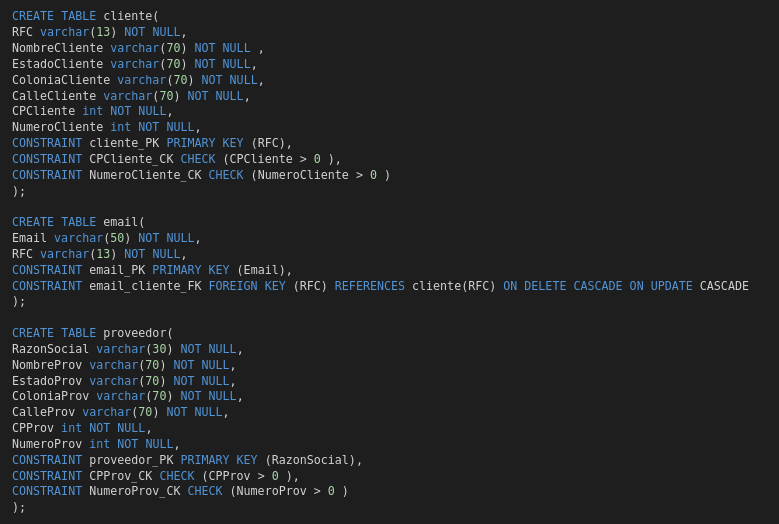 CREATE TABLE cliente(
RFC varchar(13) NOT NULL,
NombreCliente varchar(70) NOT NULL ,
EstadoCliente varchar(70) NOT NULL,
ColoniaCliente varchar(70) NOT NULL,
CalleCliente varchar(70) NOT NULL,
CPCliente int NOT NULL,
NumeroCliente int NOT NULL,
CONSTRAINT cliente_PK PRIMARY KEY (RFC),
CONSTRAINT CPCliente_CK CHECK (CPCliente > 0 ),
CONSTRAINT NumeroCliente_CK CHECK (NumeroCliente > 0 )
);
CREATE TABLE email(
Email varchar(50) NOT NULL,
RFC varchar(13) NOT NULL,
CONSTRAINT email_PK PRIMARY KEY (Email),
CONSTRAINT email_cliente_FK FOREIGN KEY (RFC) REFERENCES cliente(RFC) ON DELETE CASCADE ON UPDATE CASCADE
);
CREATE TABLE proveedor(
RazonSocial varchar(30) NOT NULL,
NombreProv varchar(70) NOT NULL,
EstadoProv varchar(70) NOT NULL,
ColoniaProv varchar(70) NOT NULL,
CalleProv varchar(70) NOT NULL,
CPProv int NOT NULL,
NumeroProv int NOT NULL,
CONSTRAINT proveedor_PK PRIMARY KEY (RazonSocial),
CONSTRAINT CPProv_CK CHECK (CPProv > 0 ),
CONSTRAINT NumeroProv_CK CHECK (NumeroProv > 0 )
);